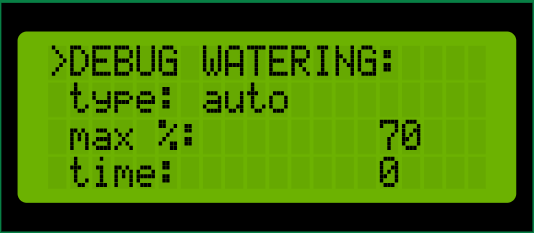 >DEBUG WATERING:
type: auto
max %: 70
time: 0